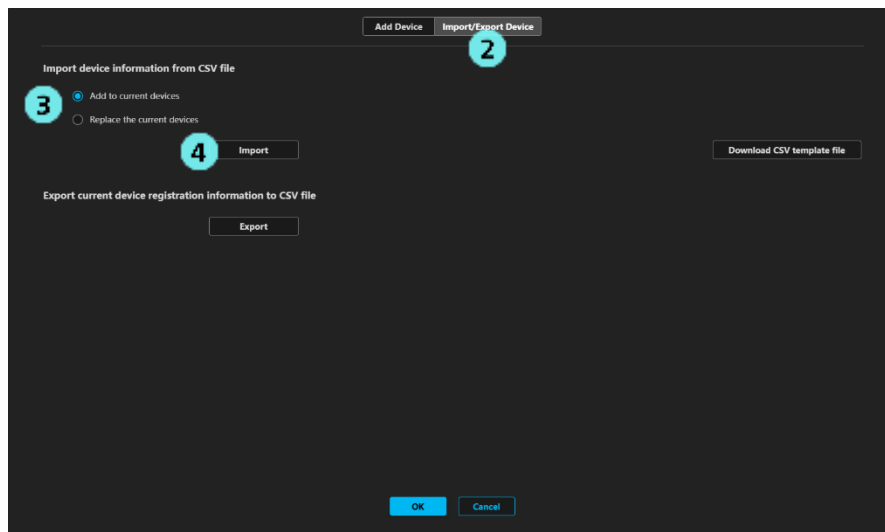 Add Device Import/Export Device
2
Import device information from CSV file
3
Add to current devices
Replace the current devices
4 Import Download CSV template file
Export current device registration information to CSV file
Export
OK Cancel